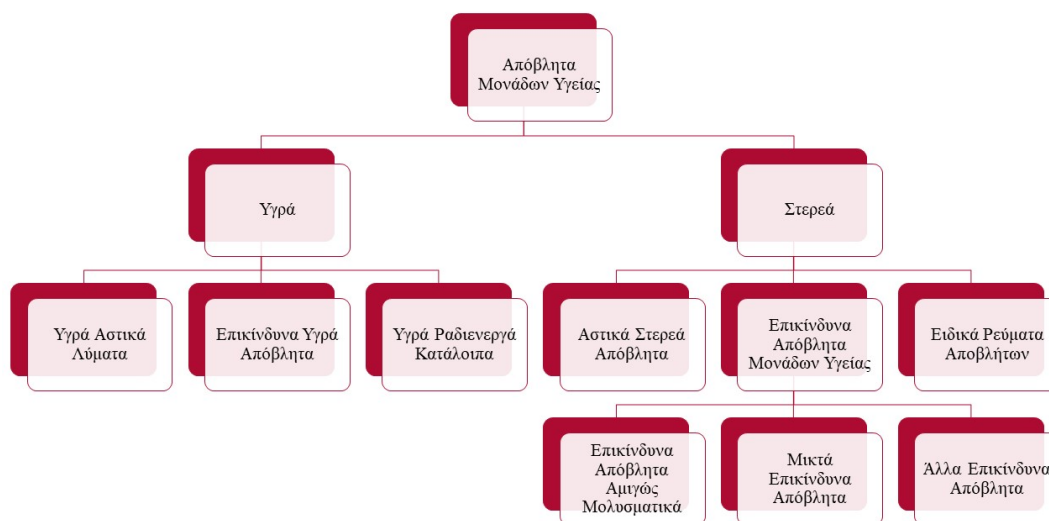 Απόβλητα
Μονάδων Υγείας
Υγρά
Στερεά
Υγρά Αστικά
Λύματα
Επικίνδυνα Υγρά
Απόβλητα
Υγρά Ραδιενεργά
Κατάλοιπα
Αστικά Στερεά
Απόβλητα
Επικίνδυνα
Απόβλητα
Μονάδων Υγείας
Ειδικά Ρεύματα
Αποβλήτων
Επικίνδυνα
Απόβλητα
Αμιγώς
Μολυσματικά
Μικτά
Επικίνδυνα
Απόβλητα
Άλλα Επικίνδυνα
Απόβλητα